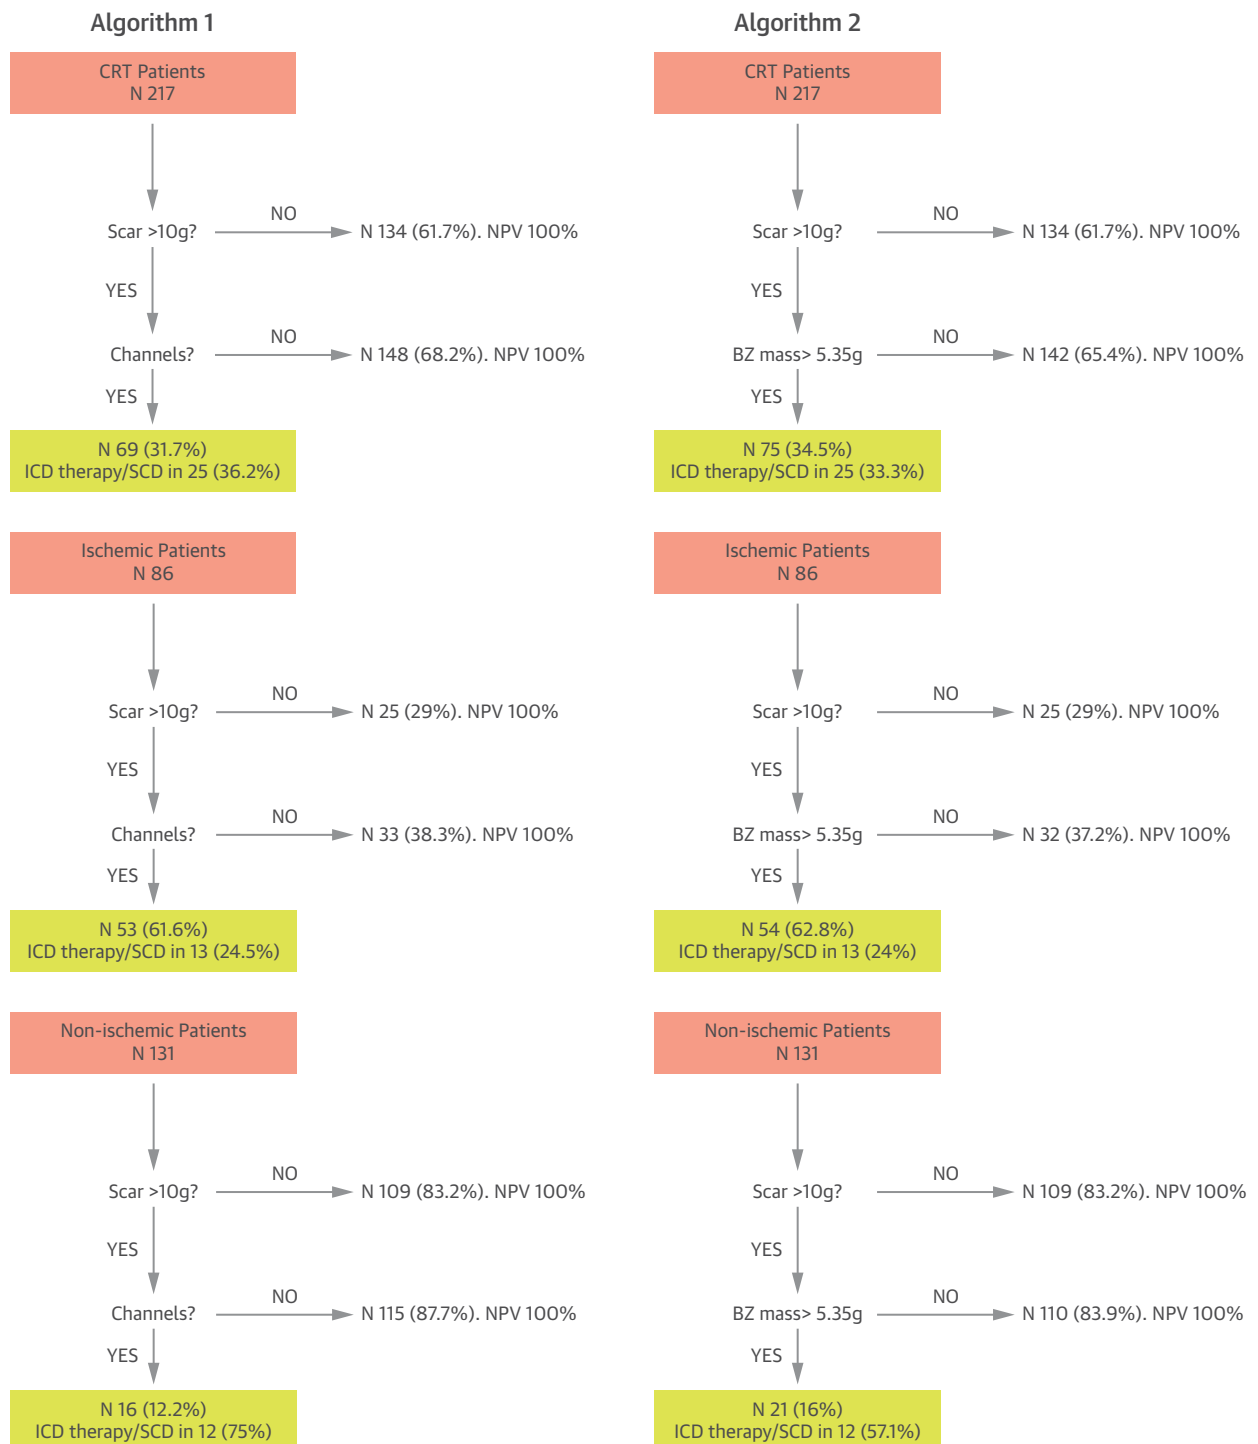 Algorithm 1
CRT Patients
N 217
Scar >10g?
NO
N 134 (61.7%). NPV 100%
YES
Channels?
NO
N 148 (68.2%). NPV 100%
YES
N 69 (31.7%)
ICD therapy/SCD in 25 (36.2%)
Ischemic Patients
N 86
Scar >10g?
NO
N 25 (29%). NPV 100%
YES
Channels?
NO
N 33 (38.3%). NPV 100%
YES
N 53 (61.6%)
ICD therapy/SCD in 13 (24.5%)
Non-ischemic Patients
N 131
Scar >10g?
NO
N 109 (83.2%). NPV 100%
YES
Channels?
NO
N 115 (87.7%). NPV 100%
YES
N 16 (12.2%)
ICD therapy/SCD in 12 (75%)
Algorithm 2
CRT Patients
N 217
Scar >10g?
NO
N 134 (61.7%). NPV 100%
YES
BZ mass> 5.35g
NO
N 142 (65.4%). NPV 100%
YES
N 75 (34.5%)
ICD therapy/SCD in 25 (33.3%)
Ischemic Patients
N 86
Scar >10g?
NO
N 25 (29%). NPV 100%
YES
BZ mass> 5.35g
NO
N 32 (37.2%). NPV 100%
YES
N 54 (62.8%)
ICD therapy/SCD in 13 (24%)
Non-ischemic Patients
N 131
Scar >10g?
NO
N 109 (83.2%). NPV 100%
YES
BZ mass> 5.35g
NO
N 110 (83.9%). NPV 100%
YES
N 21 (16%)
ICD therapy/SCD in 12 (57.1%)